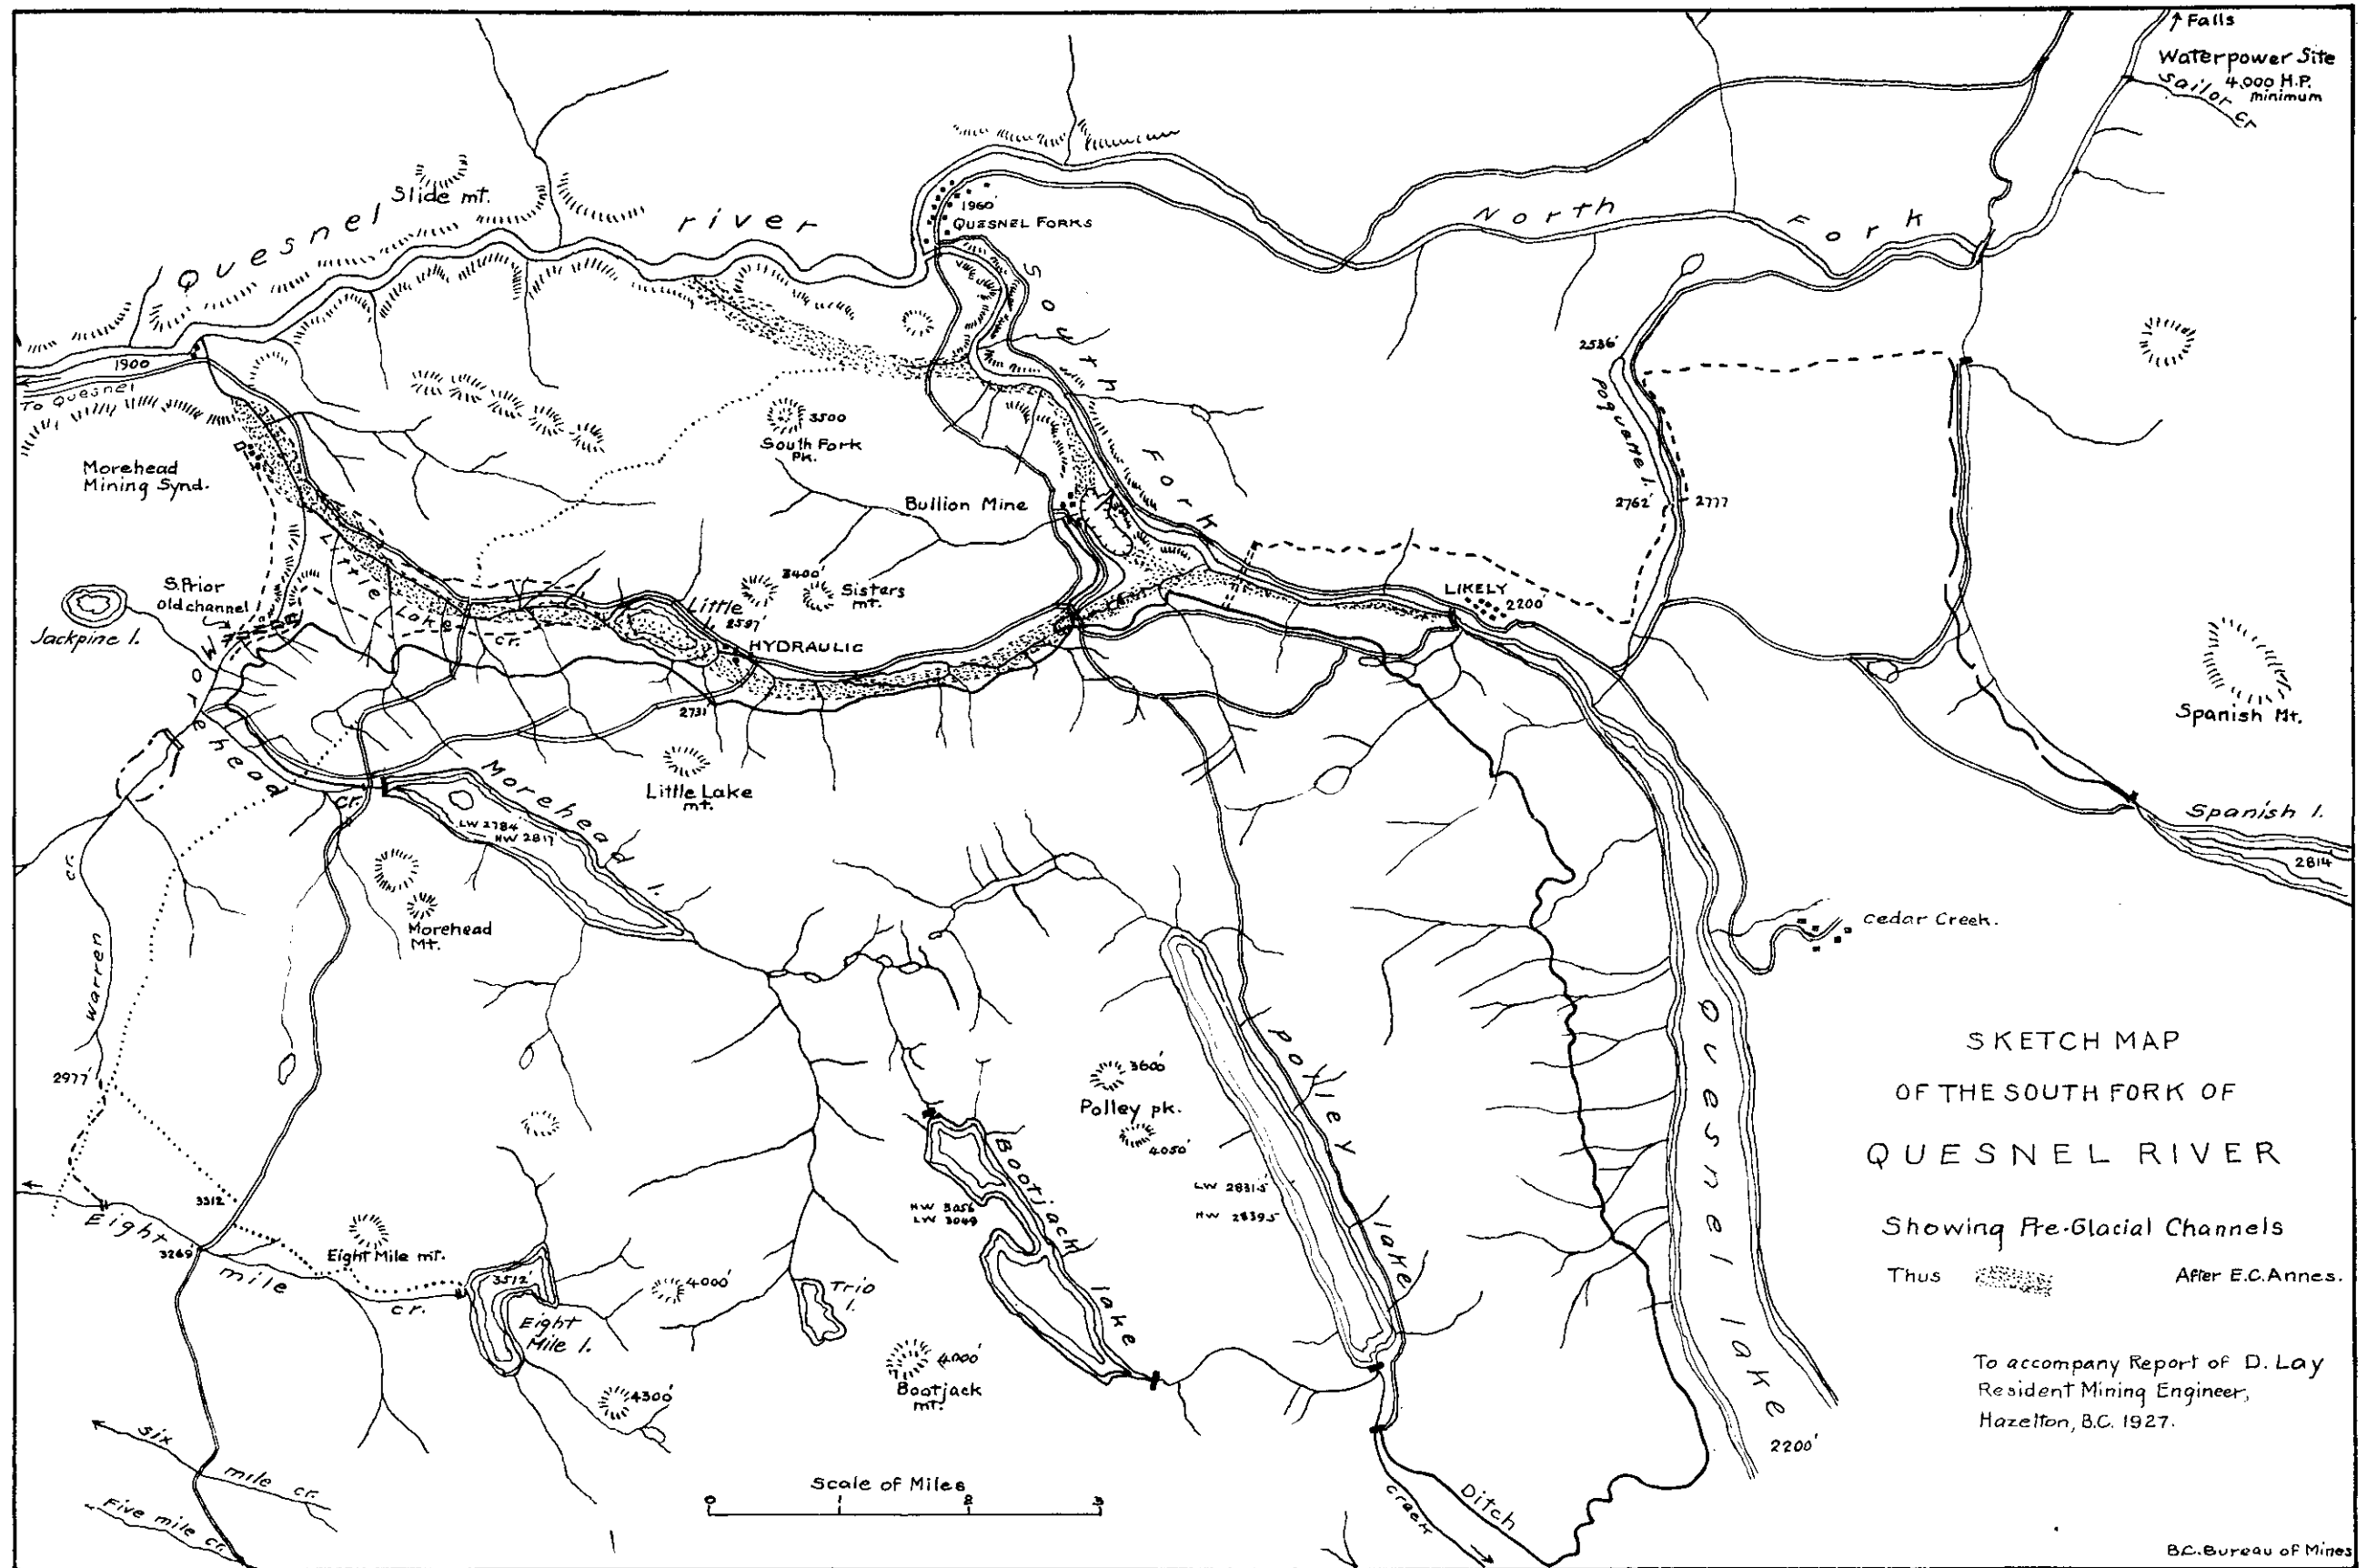 Falls
Waterpower Site
4,000 H.P.
minimum
Sailor Cr
Slide mt.
Quesnel river
1960'
QUESNEL FORKS
North Fork
South Fork
1900
To Quesnel
2536'
Poquette l.
2762'
2777
3500
South Fork
Pk.
Morehead
Mining Synd.
Bullion Mine
S. Prior
old channel
Jackpine l.
Little Lake cr.
3400'
Sisters
mt.
Little
2597'
HYDRAULIC
LIKELY
2200'
2731'
Spanish Mt.
Morehead cr.
Little Lake
mt.
Morehead l.
LW 2784'
HW 2817'
Spanish l.
2814'
Morehead
Mt.
Cedar Creek.
Warren cr.
2977'
3600'
Polley pk.
4050'
Polley lake
LW 2831.5'
HW 2839.5
Bootjack lake
HW 3056
LW 3049
Quesnel lake
2200'
3312'
3269
Eight mile cr.
Eight Mile mt.
3512'
Eight
Mile l.
4000'
Trio
l.
4000'
Bootjack
mt.
4300'
Six mile cr.
Five mile cr.
Scale of Miles
0 1 2 3
creek
Ditch
SKETCH MAP
OF THE SOUTH FORK OF
QUESNEL RIVER
Showing Pre-Glacial Channels
Thus After E.C. Annes.
To accompany Report of D. Lay
Resident Mining Engineer,
Hazelton, B.C. 1927.
B.C. Bureau of Mines